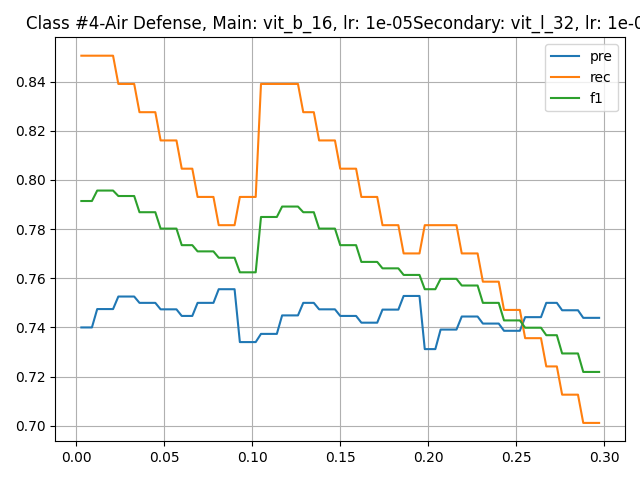 Class #4-Air Defense, Main: vit_b_16, lr: 1e-05Secondary: vit_l_32, lr: 1e-0
pre
rec
f1
0.84
0.82
0.80
0.78
0.76
0.74
0.72
0.70
0.00 0.05 0.10 0.15 0.20 0.25 0.30